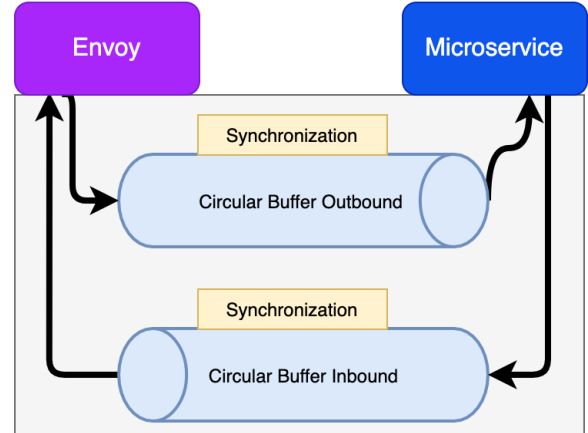 Envoy
Microservice
Synchronization
Circular Buffer Outbound
Synchronization
Circular Buffer Inbound